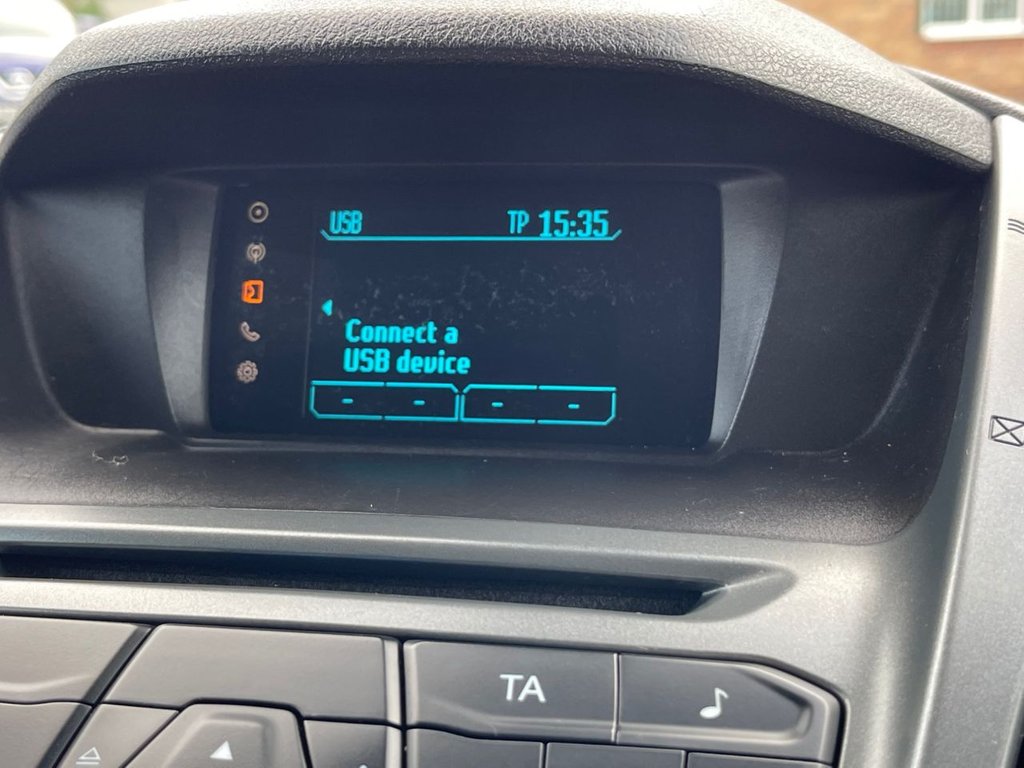 USB TP 15:35
Connect a
USB device
- - - -
TA